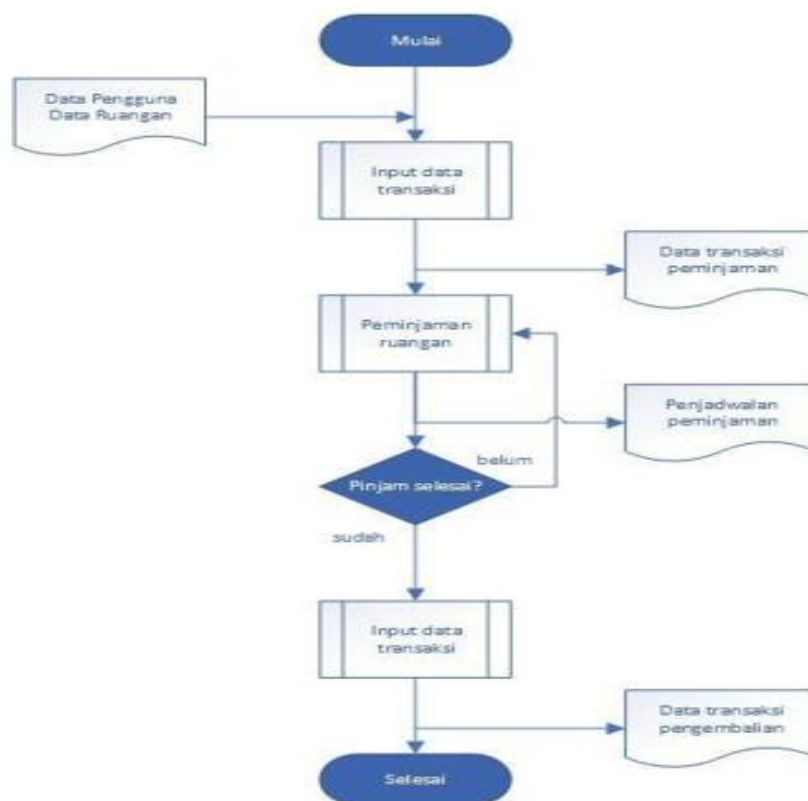 Mulai
Data Pengguna
Data Ruangan
Input data
transaksi
Data transaksi
peminjaman
Peminjaman
ruangan
Penjadwalan
peminjaman
belum
Pinjam selesai?
sudah
Input data
transaksi
Data transaksi
pengembalian
Selesai